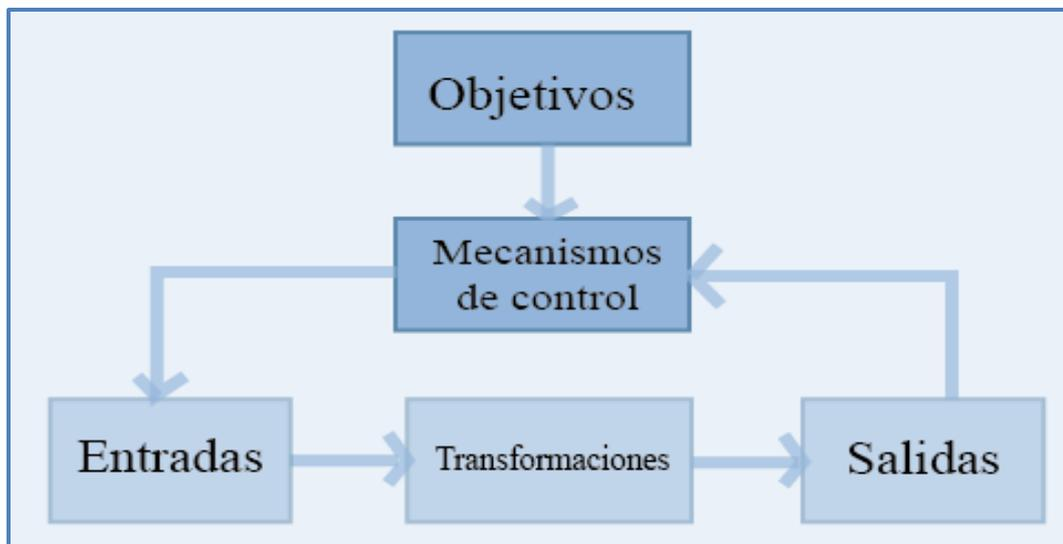 Objetivos
Mecanismos
de control
Entradas
Transformaciones
Salidas